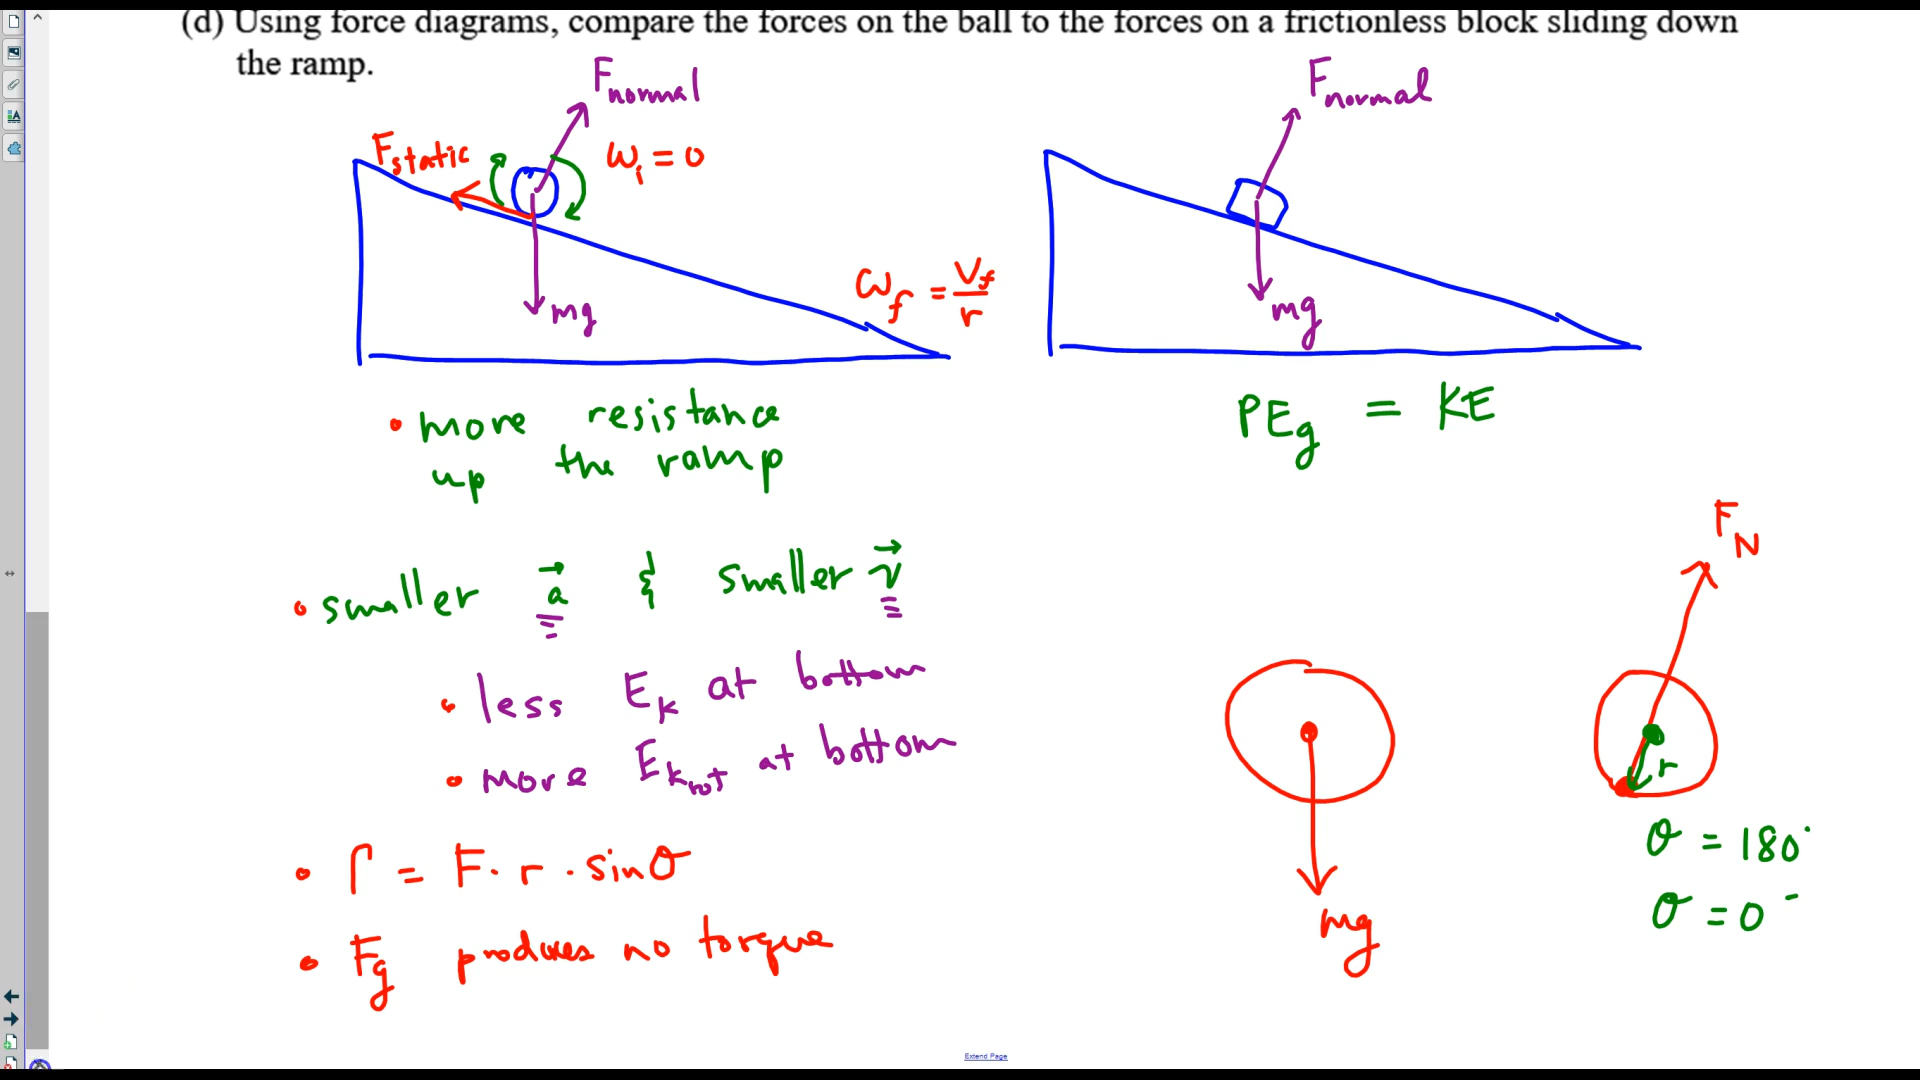 (d) Using force diagrams, compare the forces on the ball to the forces on a frictionless block sliding down
the ramp.
Fnormal
Fnormal
Fstatic
ωi = 0
ωf = vf/r
mg
mg
• more resistance
up the ramp
PEg = KE
• smaller a⃗ & smaller v⃗
FN
• less Ek at bottom
• more Ekrot at bottom
r
θ = 180°
• Γ = F · r · sinθ
mg
θ = 0°
• Fg produces no torque
Extend Page